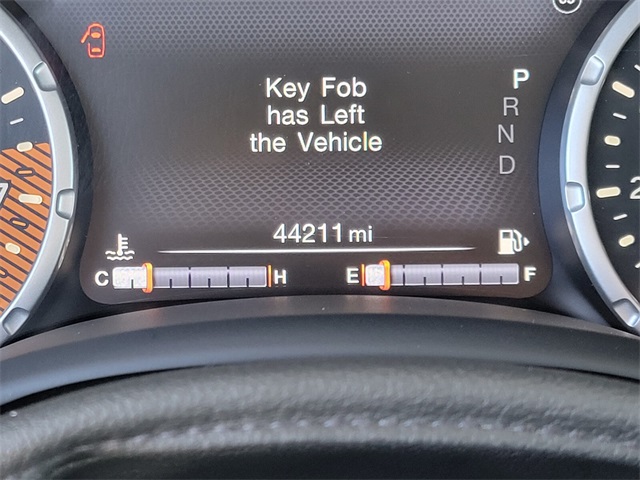 Key Fob
has Left
the Vehicle
P
R
N
D
44211 mi
C H
E F